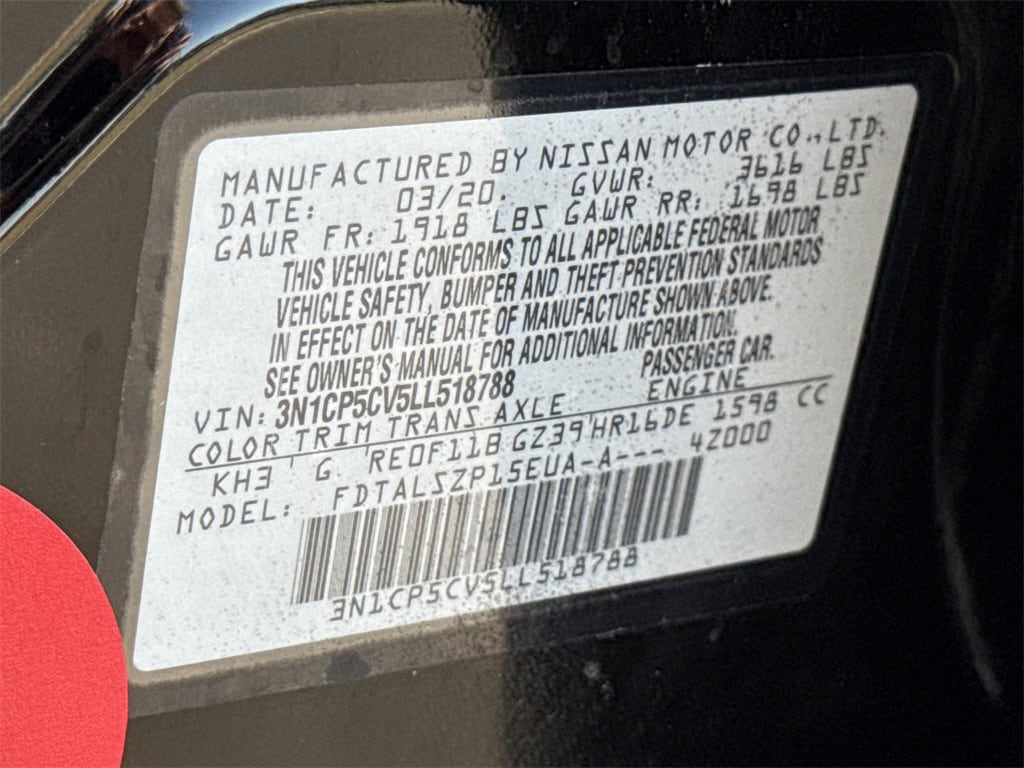 MANUFACTURED BY NISSAN MOTOR CO., LTD.
DATE: 03/20. GVWR: 3616 LBS
GAWR FR: 1918 LBS GAWR RR: 1698 LBS
THIS VEHICLE CONFORMS TO ALL APPLICABLE FEDERAL MOTOR
VEHICLE SAFETY, BUMPER AND THEFT PREVENTION STANDARDS
IN EFFECT ON THE DATE OF MANUFACTURE SHOWN ABOVE.
SEE OWNER'S MANUAL FOR ADDITIONAL INFORMATION.
VIN: 3N1CP5CV5LL518788 PASSENGER CAR.
COLOR TRIM TRANS AXLE ENGINE
KH3 G RE0F11B GZ39 HR16DE 1598 CC
MODEL: FDTALSZP15EUA-A--- 42000
3N1CP5CV5LL518788